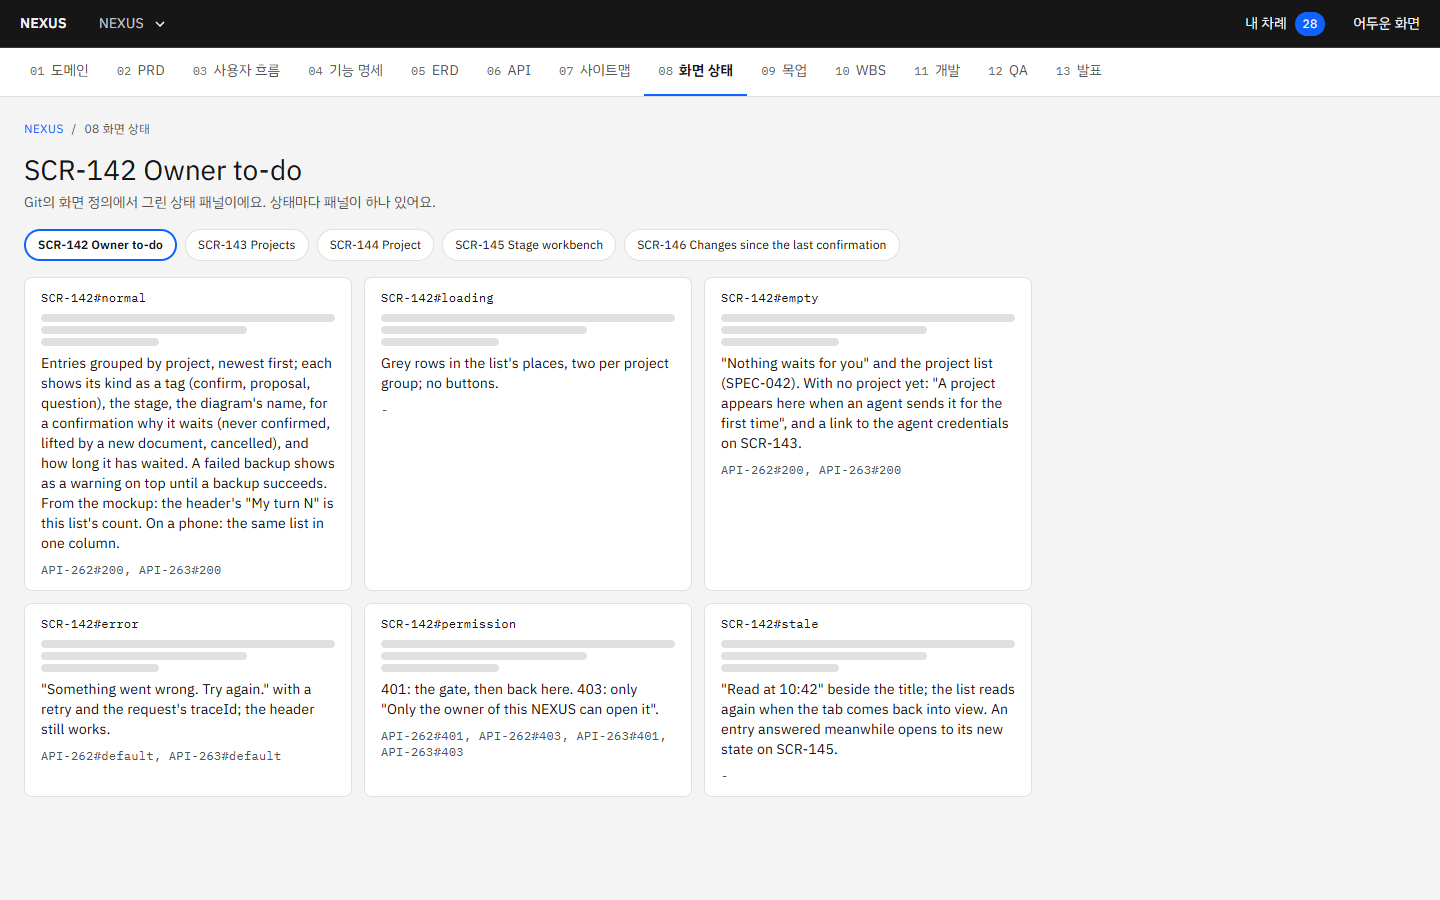 NEXUS NEXUS 내 차례 28 어두운 화면
01 도메인 02 PRD 03 사용자 흐름 04 기능 명세 05 ERD 06 API 07 사이트맵 08 화면 상태 09 목업 10 WBS 11 개발 12 QA 13 발표
NEXUS / 08 화면 상태
SCR-142 Owner to-do
Git의 화면 정의에서 그린 상태 패널이에요. 상태마다 패널이 하나 있어요.
SCR-142 Owner to-do SCR-143 Projects SCR-144 Project SCR-145 Stage workbench SCR-146 Changes since the last confirmation
SCR-142#normal
Entries grouped by project, newest first; each
shows its kind as a tag (confirm, proposal,
question), the stage, the diagram's name, for
a confirmation why it waits (never confirmed,
lifted by a new document, cancelled), and
how long it has waited. A failed backup shows
as a warning on top until a backup succeeds.
From the mockup: the header's "My turn N" is
this list's count. On a phone: the same list in
one column.
API-262#200, API-263#200
SCR-142#loading
Grey rows in the list's places, two per project
group; no buttons.
-
SCR-142#empty
"Nothing waits for you" and the project list
(SPEC-042). With no project yet: "A project
appears here when an agent sends it for the
first time", and a link to the agent credentials
on SCR-143.
API-262#200, API-263#200
SCR-142#error
"Something went wrong. Try again." with a
retry and the request's traceId; the header
still works.
API-262#default, API-263#default
SCR-142#permission
401: the gate, then back here. 403: only
"Only the owner of this NEXUS can open it".
API-262#401, API-262#403, API-263#401,
API-263#403
SCR-142#stale
"Read at 10:42" beside the title; the list reads
again when the tab comes back into view. An
entry answered meanwhile opens to its new
state on SCR-145.
-